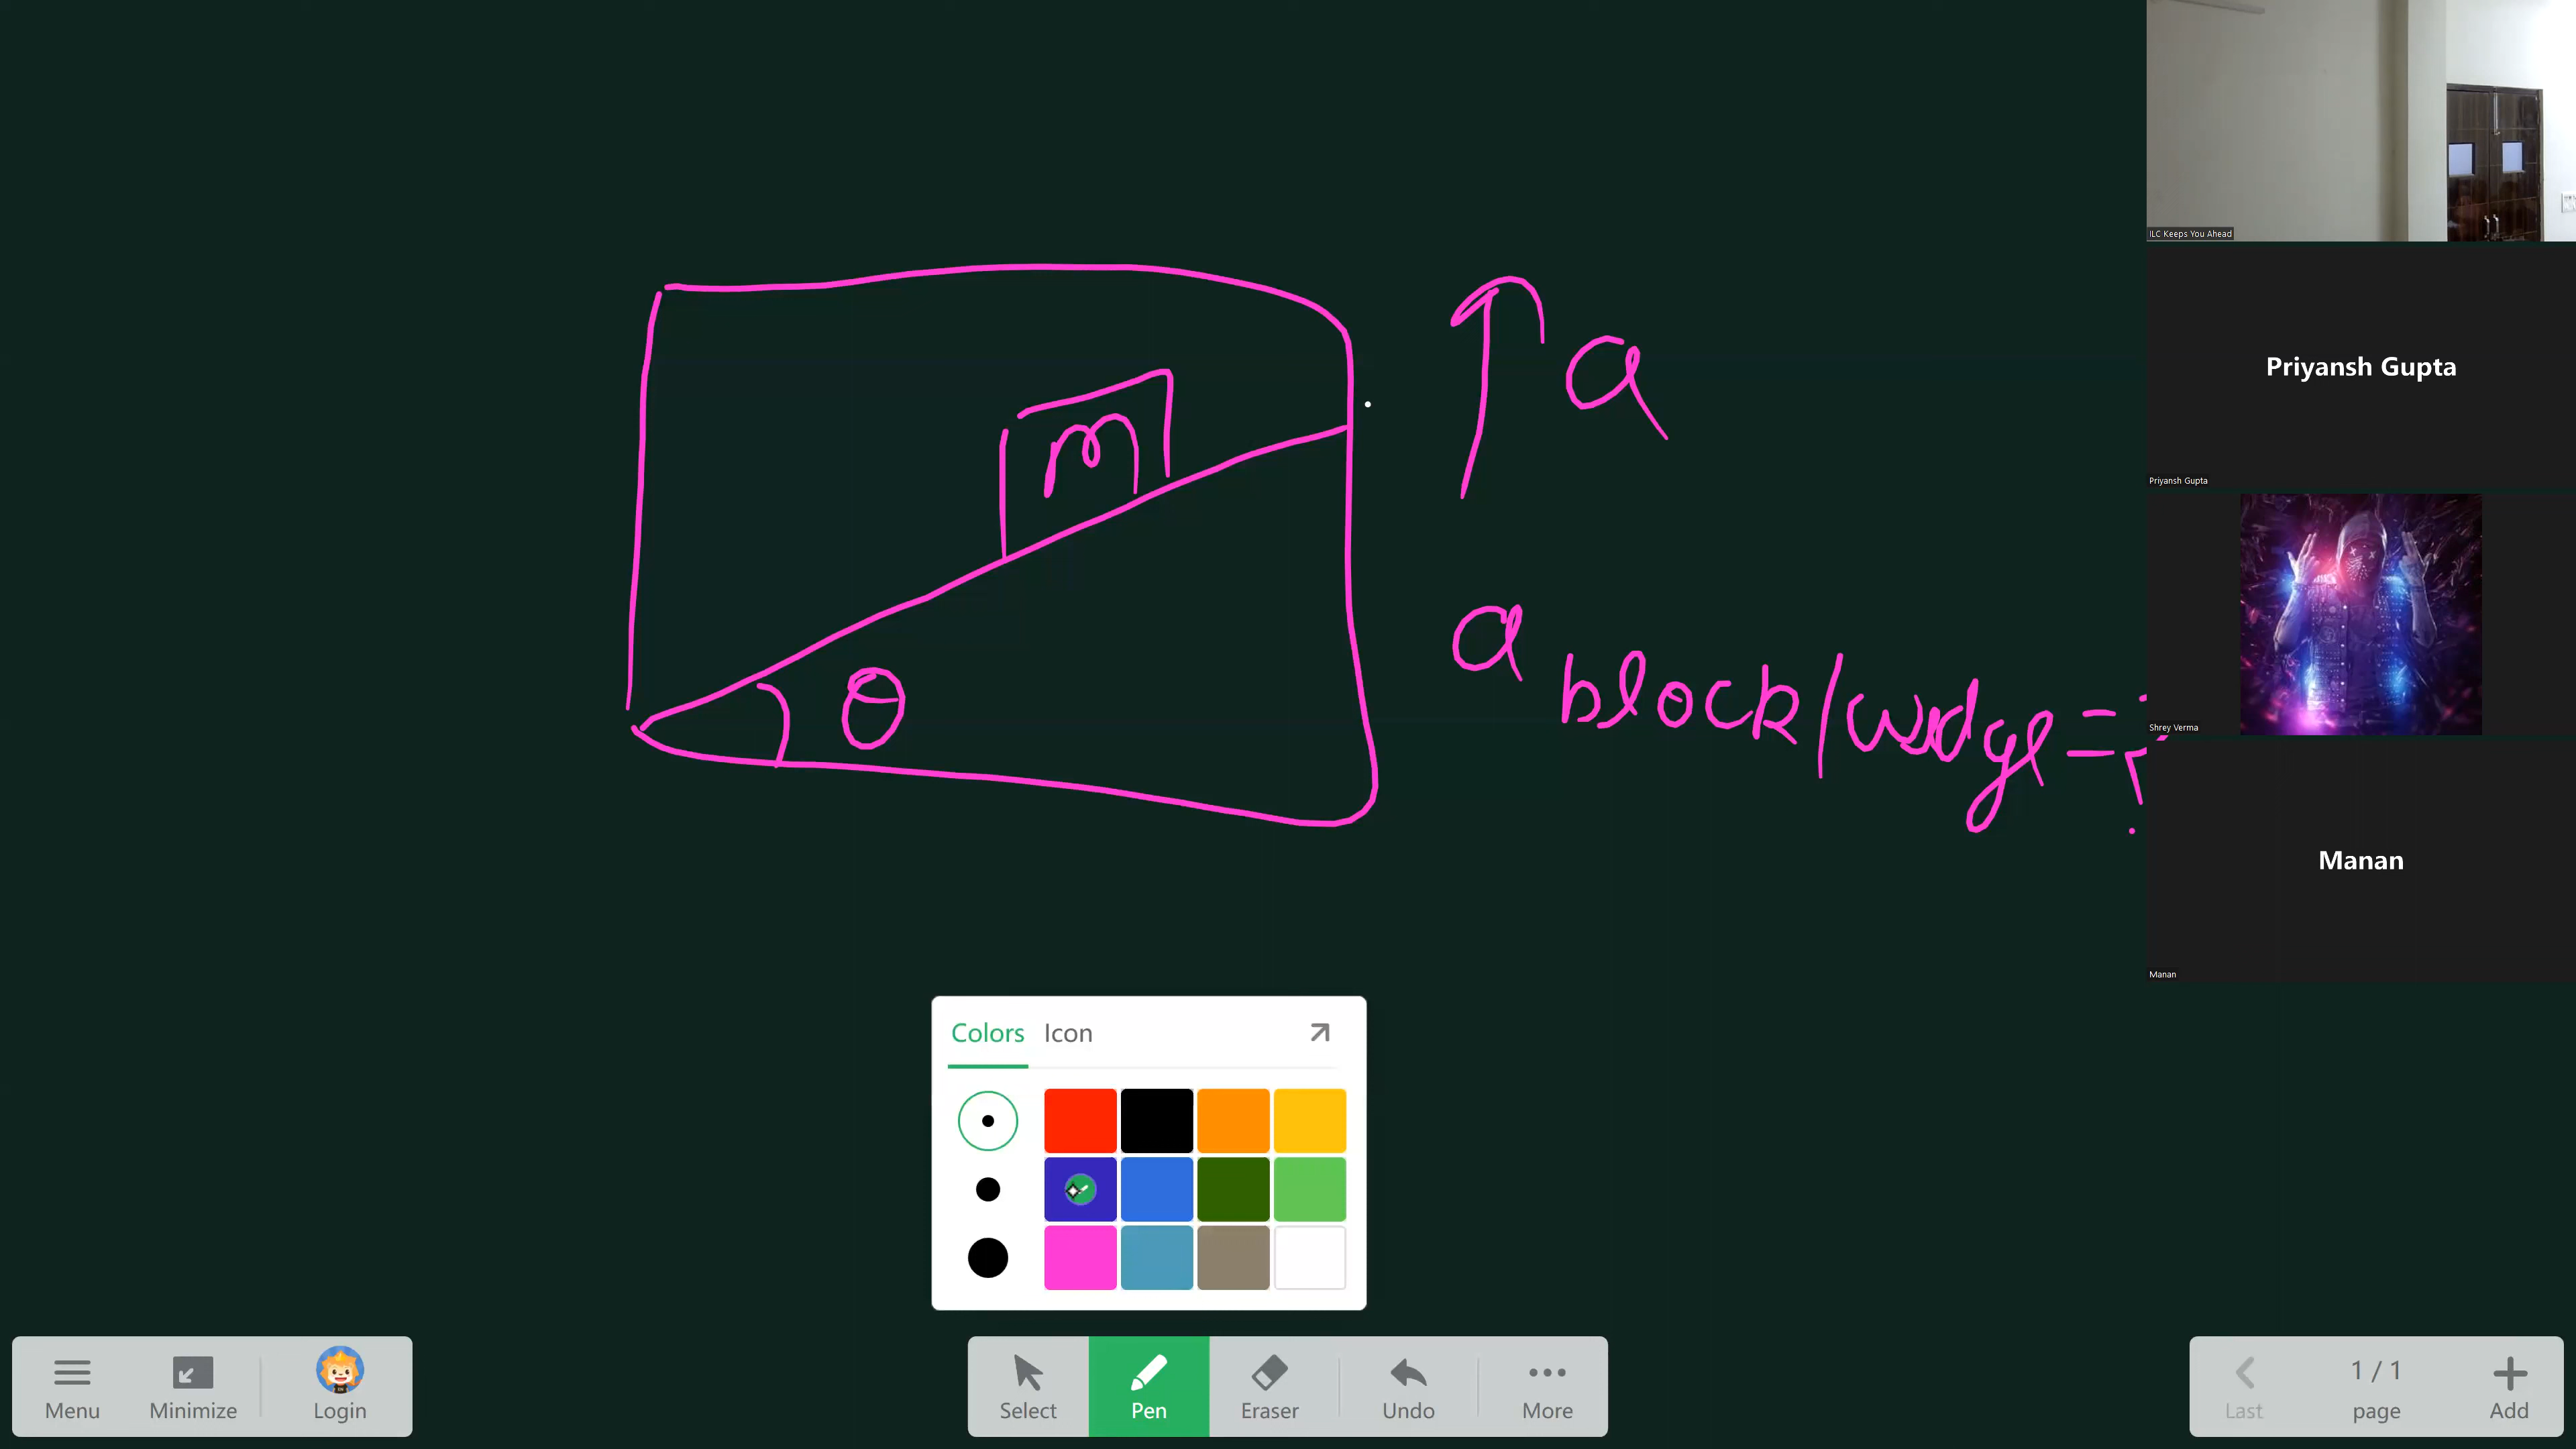 m
a
θ
a block/wedge = ?
ILC Keeps You Ahead
Priyansh Gupta
Priyansh Gupta
Shrey Verma
Manan
Manan
Colors Icon
Menu Minimize Login
Select Pen Eraser Undo More
Last 1 / 1 page Add